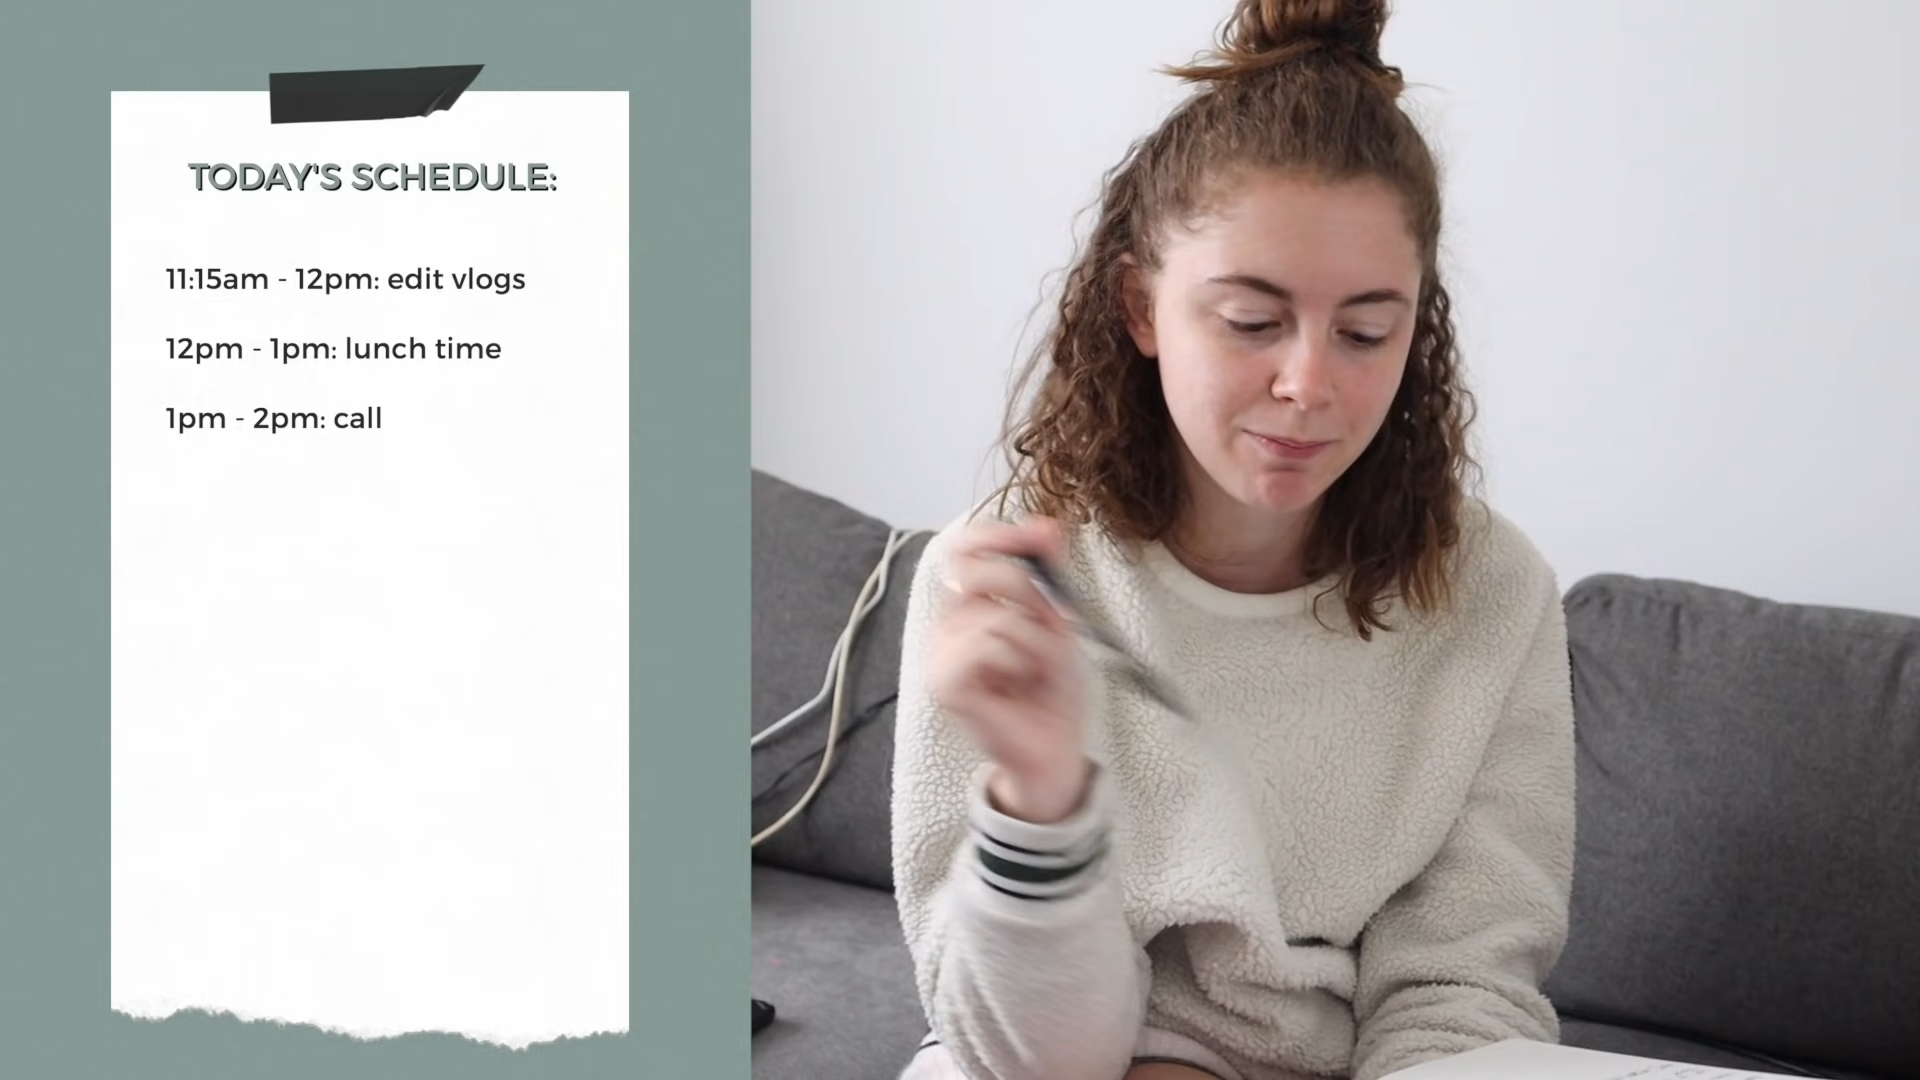 TODAY'S SCHEDULE:
11:15am - 12pm: edit vlogs
12pm - 1pm: lunch time
1pm - 2pm: call